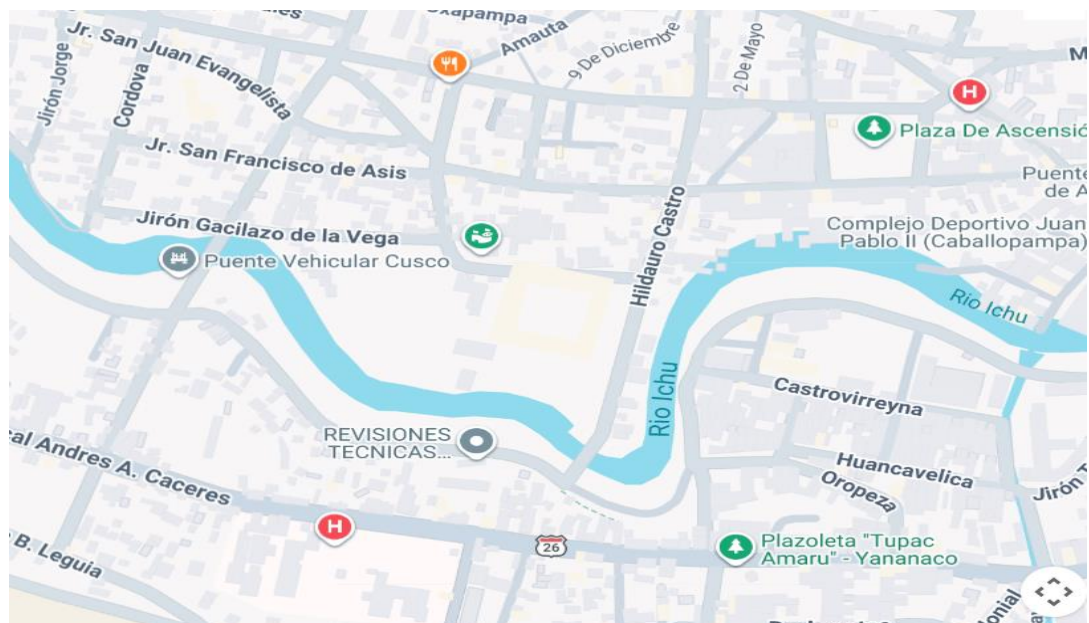 Oxapampa
Amauta
9 De Diciembre
2 De Mayo
Jr. San Juan Evangelista
Jirón Jorge
Cordova
H
Plaza De Ascensió
Jr. San Francisco de Asis
Puente
de A
Hildauro Castro
Jirón Gacilazo de la Vega
Complejo Deportivo Juan
Pablo II (Caballopampa)
Puente Vehicular Cusco
Rio Ichu
Rio Ichu
Castrovirreyna
REVISIONES
TECNICAS...
al Andres A. Caceres
Huancavelica
Oropeza
Jirón
H
26
Plazoleta "Tupac
Amaru" - Yananaco
B. Leguia
onial